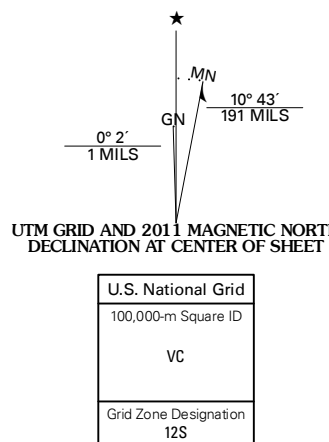 ★
MN
GN
10° 43´
191 MILS
0° 2´
1 MILS
UTM GRID AND 2011 MAGNETIC NORTH
DECLINATION AT CENTER OF SHEET
U.S. National Grid
100,000-m Square ID
VC
Grid Zone Designation
12S